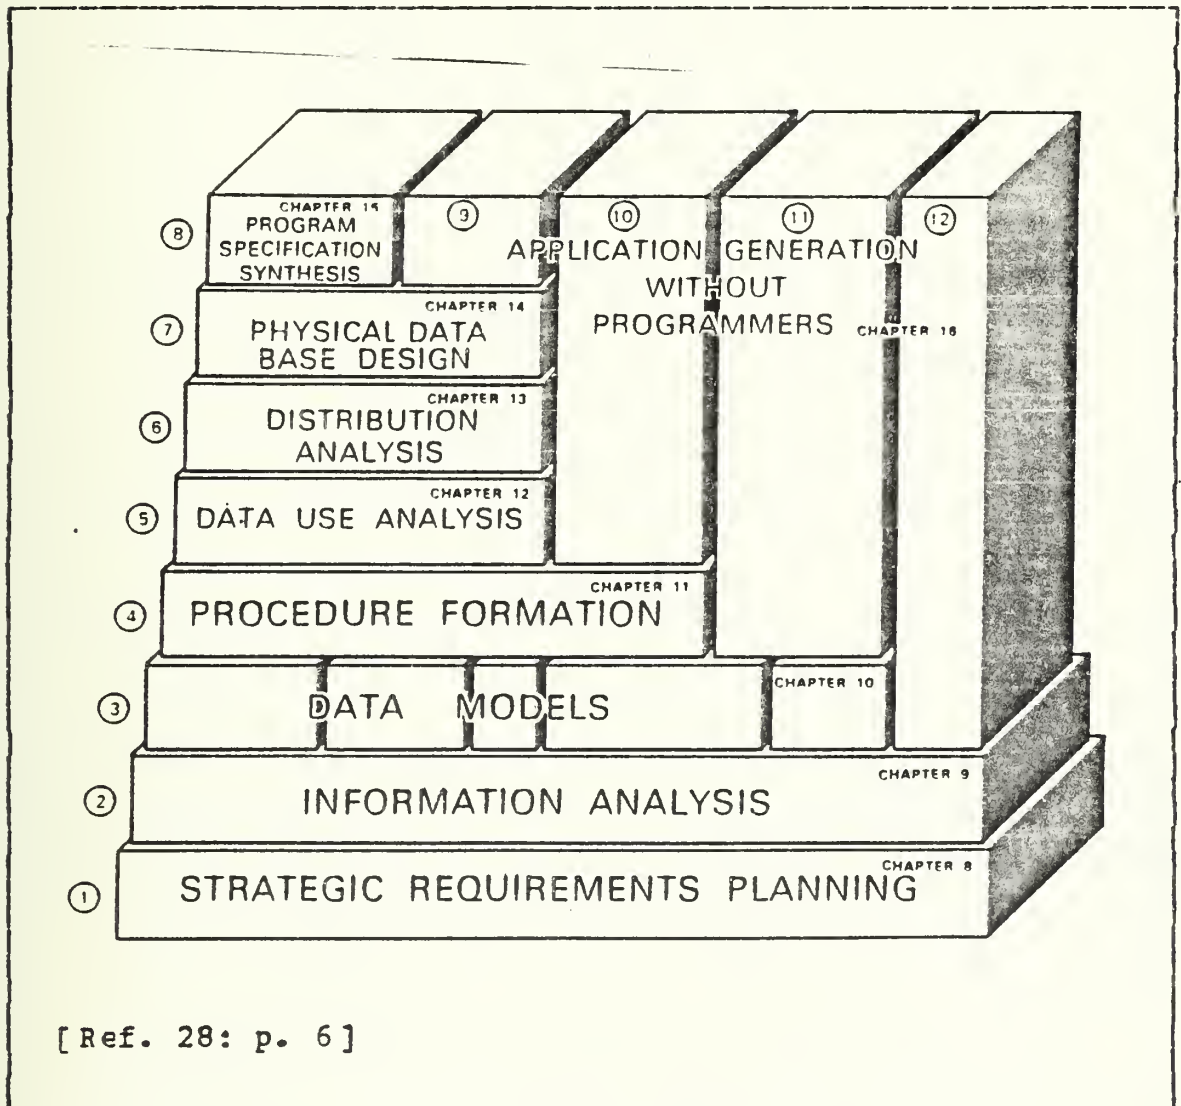 CHAPTER 15
⑧ PROGRAM
SPECIFICATION
SYNTHESIS
⑨ ⑩ ⑪ ⑫
APPLICATION GENERATION
WITHOUT
PROGRAMMERS
CHAPTER 16
CHAPTER 14
⑦ PHYSICAL DATA
BASE DESIGN
CHAPTER 13
⑥ DISTRIBUTION
ANALYSIS
CHAPTER 12
⑤ DATA USE ANALYSIS
CHAPTER 11
④ PROCEDURE FORMATION
CHAPTER 10
③ DATA MODELS
CHAPTER 9
② INFORMATION ANALYSIS
CHAPTER 8
① STRATEGIC REQUIREMENTS PLANNING
[Ref. 28: p. 6]